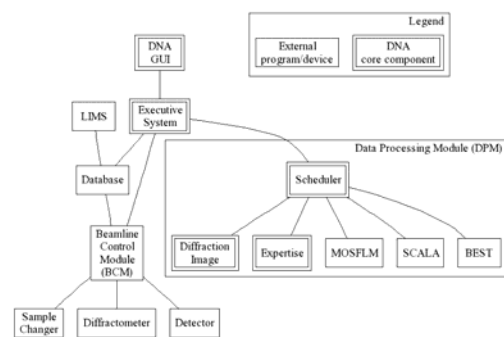 Legend
DNA
GUI
External
program/device
DNA
core component
LIMS
Executive
System
Data Processing Module (DPM)
Database
Scheduler
Beamline
Control
Module
(BCM)
Diffraction
Image
Expertise
MOSFLM
SCALA
BEST
Sample
Changer
Diffractometer
Detector